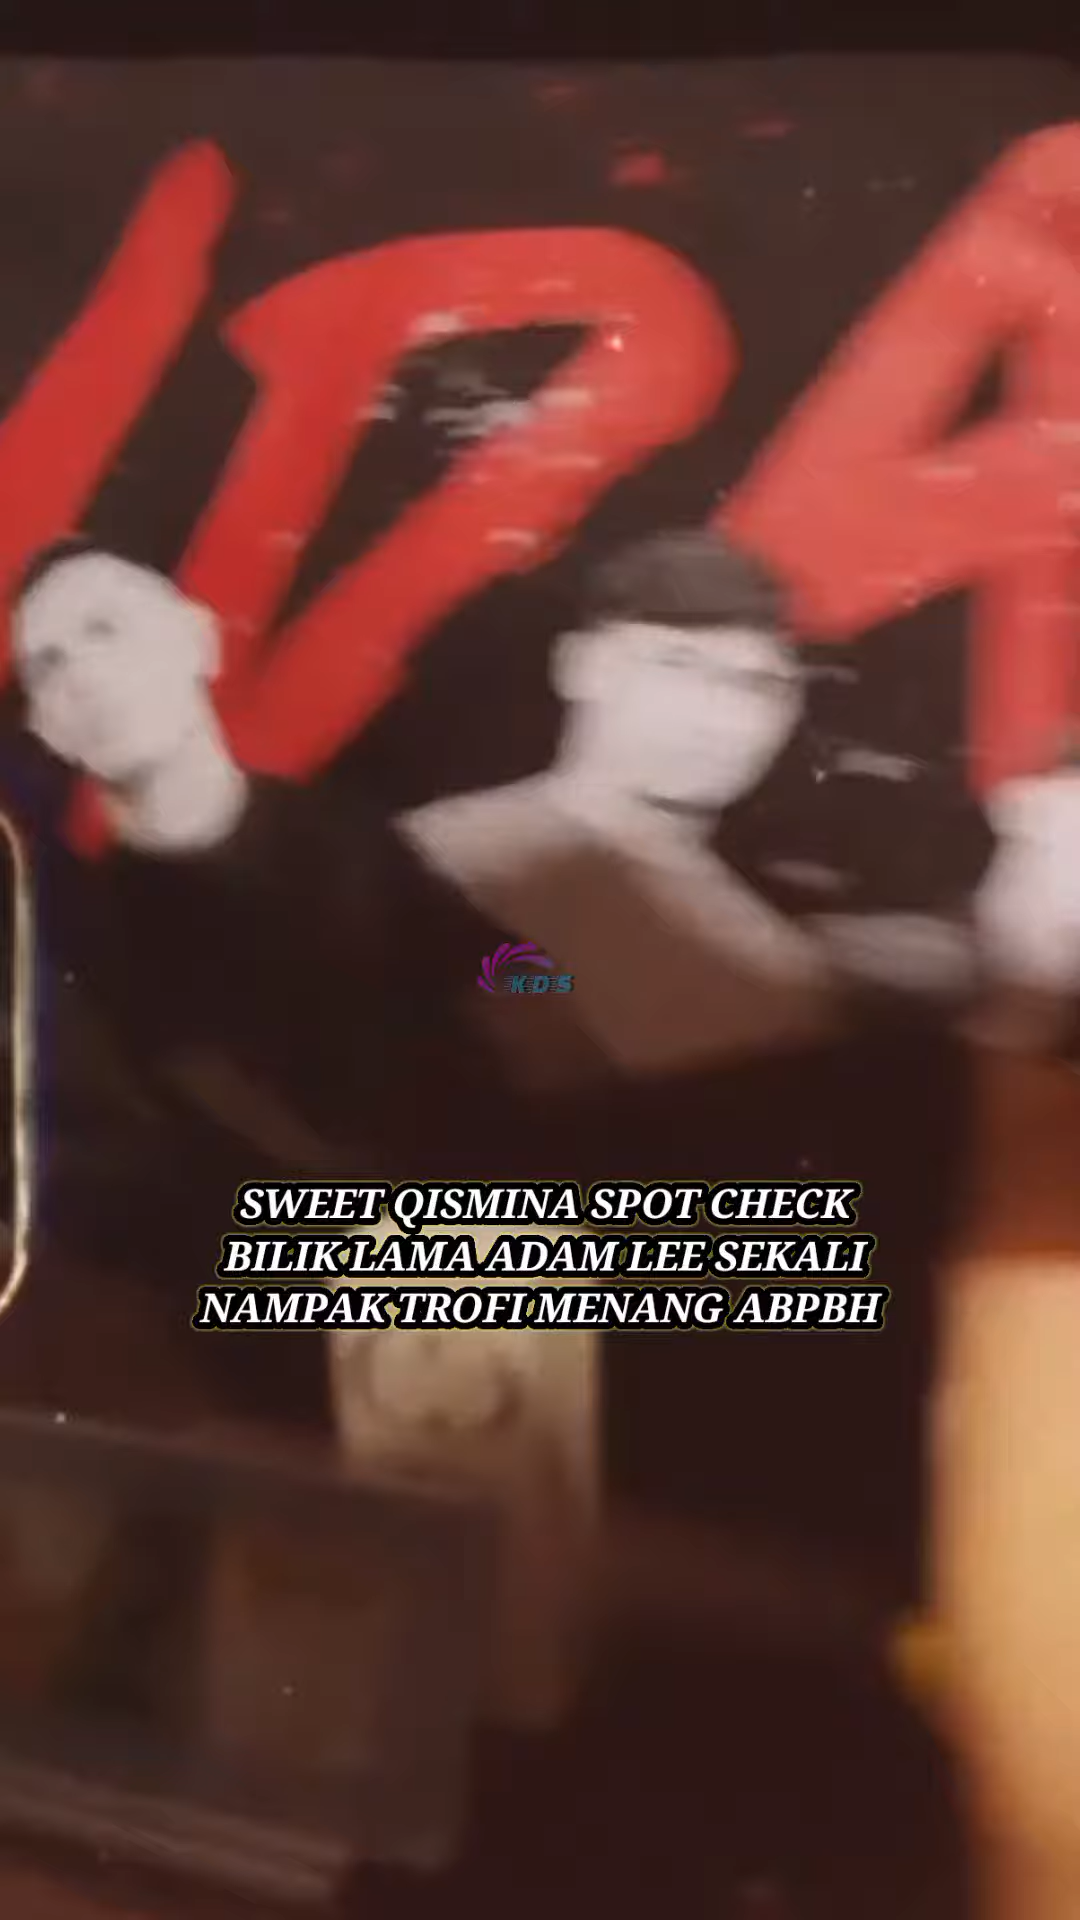 KDS
SWEET QISMINA SPOT CHECK
BILIK LAMA ADAM LEE SEKALI
NAMPAK TROFI MENANG ABPBH